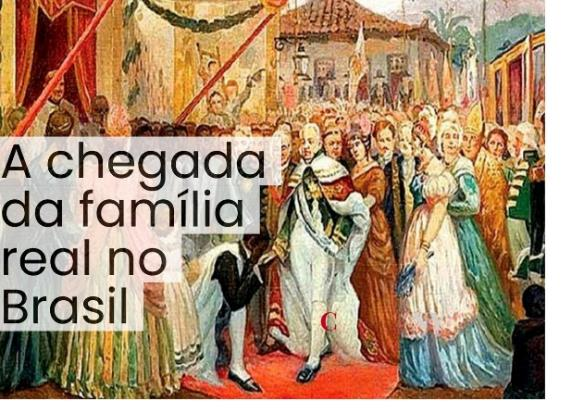 A chegada
da família
real no
Brasil
C